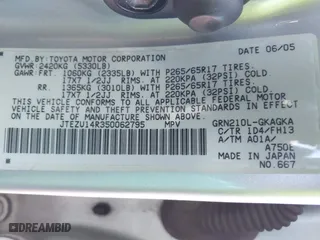 MFD. BY: TOYOTA MOTOR CORPORATION DATE 06/05
GVWR: 2420KG (5330LB)
GAWR: FRT. 1060KG (2335LB) WITH P265/65R17 TIRES.
17X7 1/2JJ RIMS, AT 220KPA (32PSI) COLD
RR. 1365KG (3010LB) WITH P265/65R17 TIRES.
17X7 1/2JJ RIMS, AT 220KPA (32PSI) COLD
THIS VEHICLE CONFORMS TO ALL APPLICABLE FEDERAL
MOTOR VEHICLE SAFETY STANDARDS IN EFFECT ON THE
DATE OF MANUFACTURE SHOWN ABOVE.
JTEZU14R350062795 MPV
GRN210L-GKAGKA
C/TR 1D4/FH13
A/TM A01A/
A750E
MADE IN JAPAN
NO.667
DREAM BID